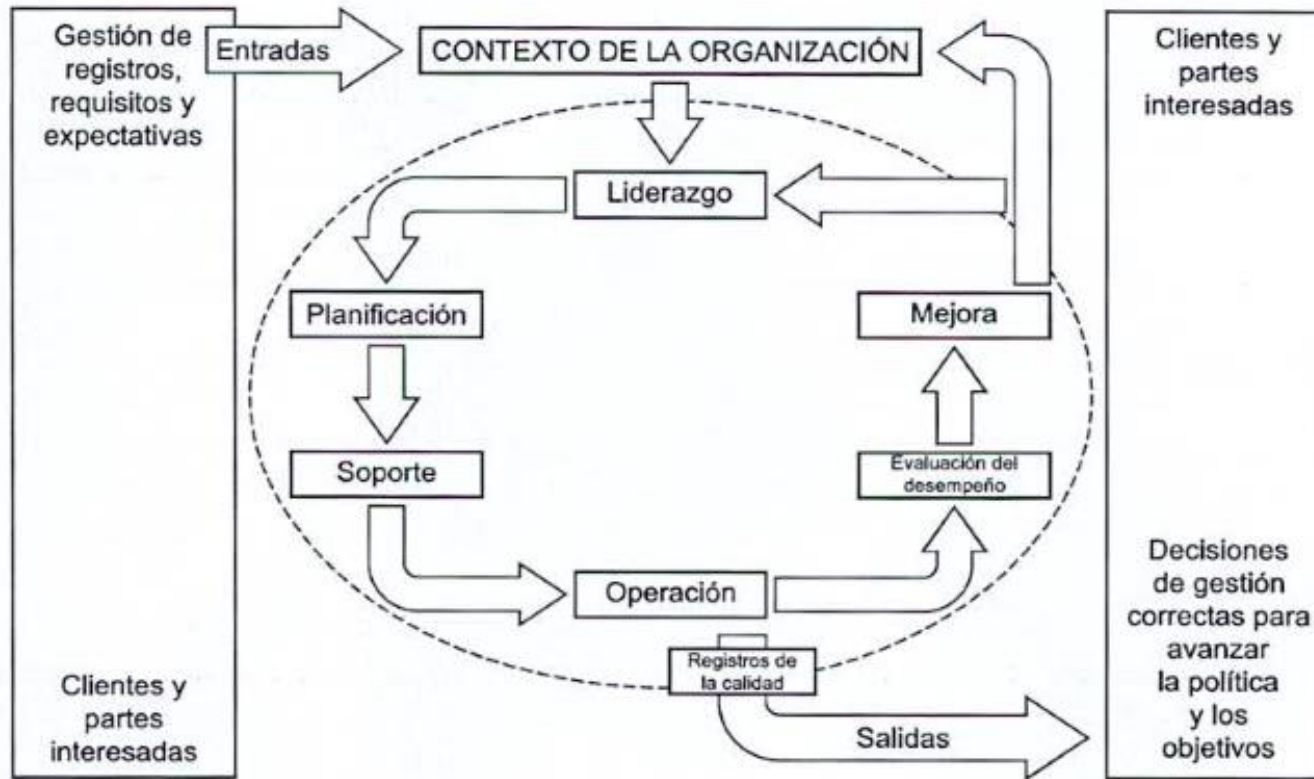 Gestión de
registros,
requisitos y
expectativas
Entradas
CONTEXTO DE LA ORGANIZACIÓN
Clientes y
partes
interesadas
Liderazgo
Planificación
Mejora
Soporte
Evaluación del
desempeño
Operación
Registros de
la calidad
Salidas
Clientes y
partes
interesadas
Decisiones
de gestión
correctas para
avanzar
la política
y los
objetivos